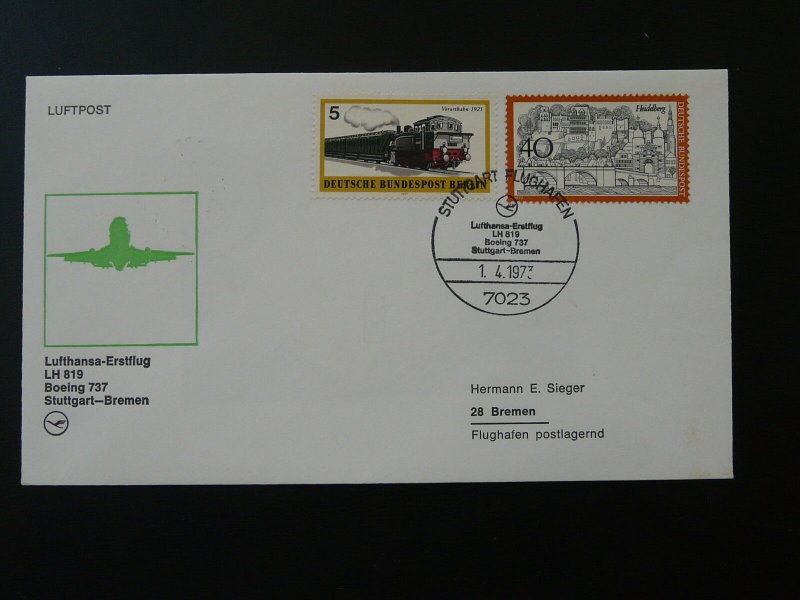 LUFTPOST
5
Vorortbahn 1925
DEUTSCHE BUNDESPOST BERLIN
Heidelberg
40
DEUTSCHE BUNDESPOST
STUTTGART FLUGHAFEN
Lufthansa-Erstflug
LH 819
Boeing 737
Stuttgart-Bremen
1. 4.1973
7023
Lufthansa-Erstflug
LH 819
Boeing 737
Stuttgart—Bremen
Hermann E. Sieger
28 Bremen
Flughafen postlagernd